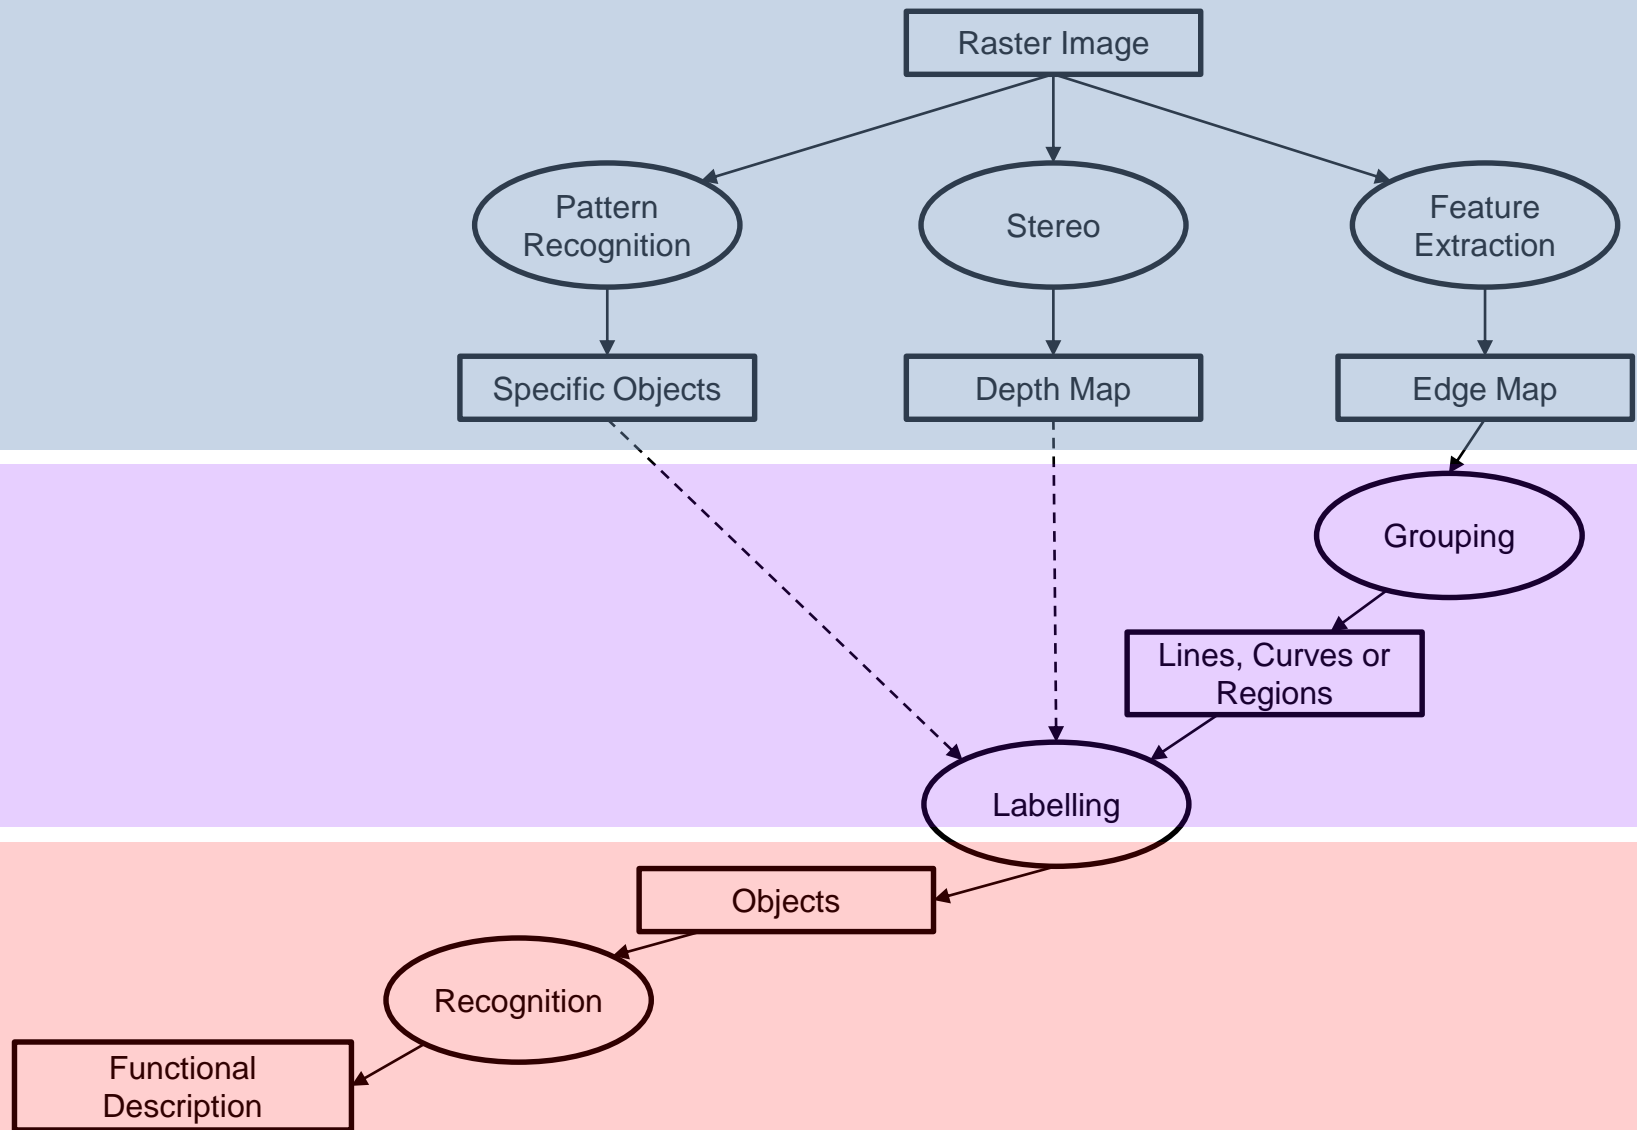 Raster Image
Pattern
Recognition
Stereo
Feature
Extraction
Specific Objects
Depth Map
Edge Map
Grouping
Lines, Curves or
Regions
Labelling
Objects
Recognition
Functional
Description